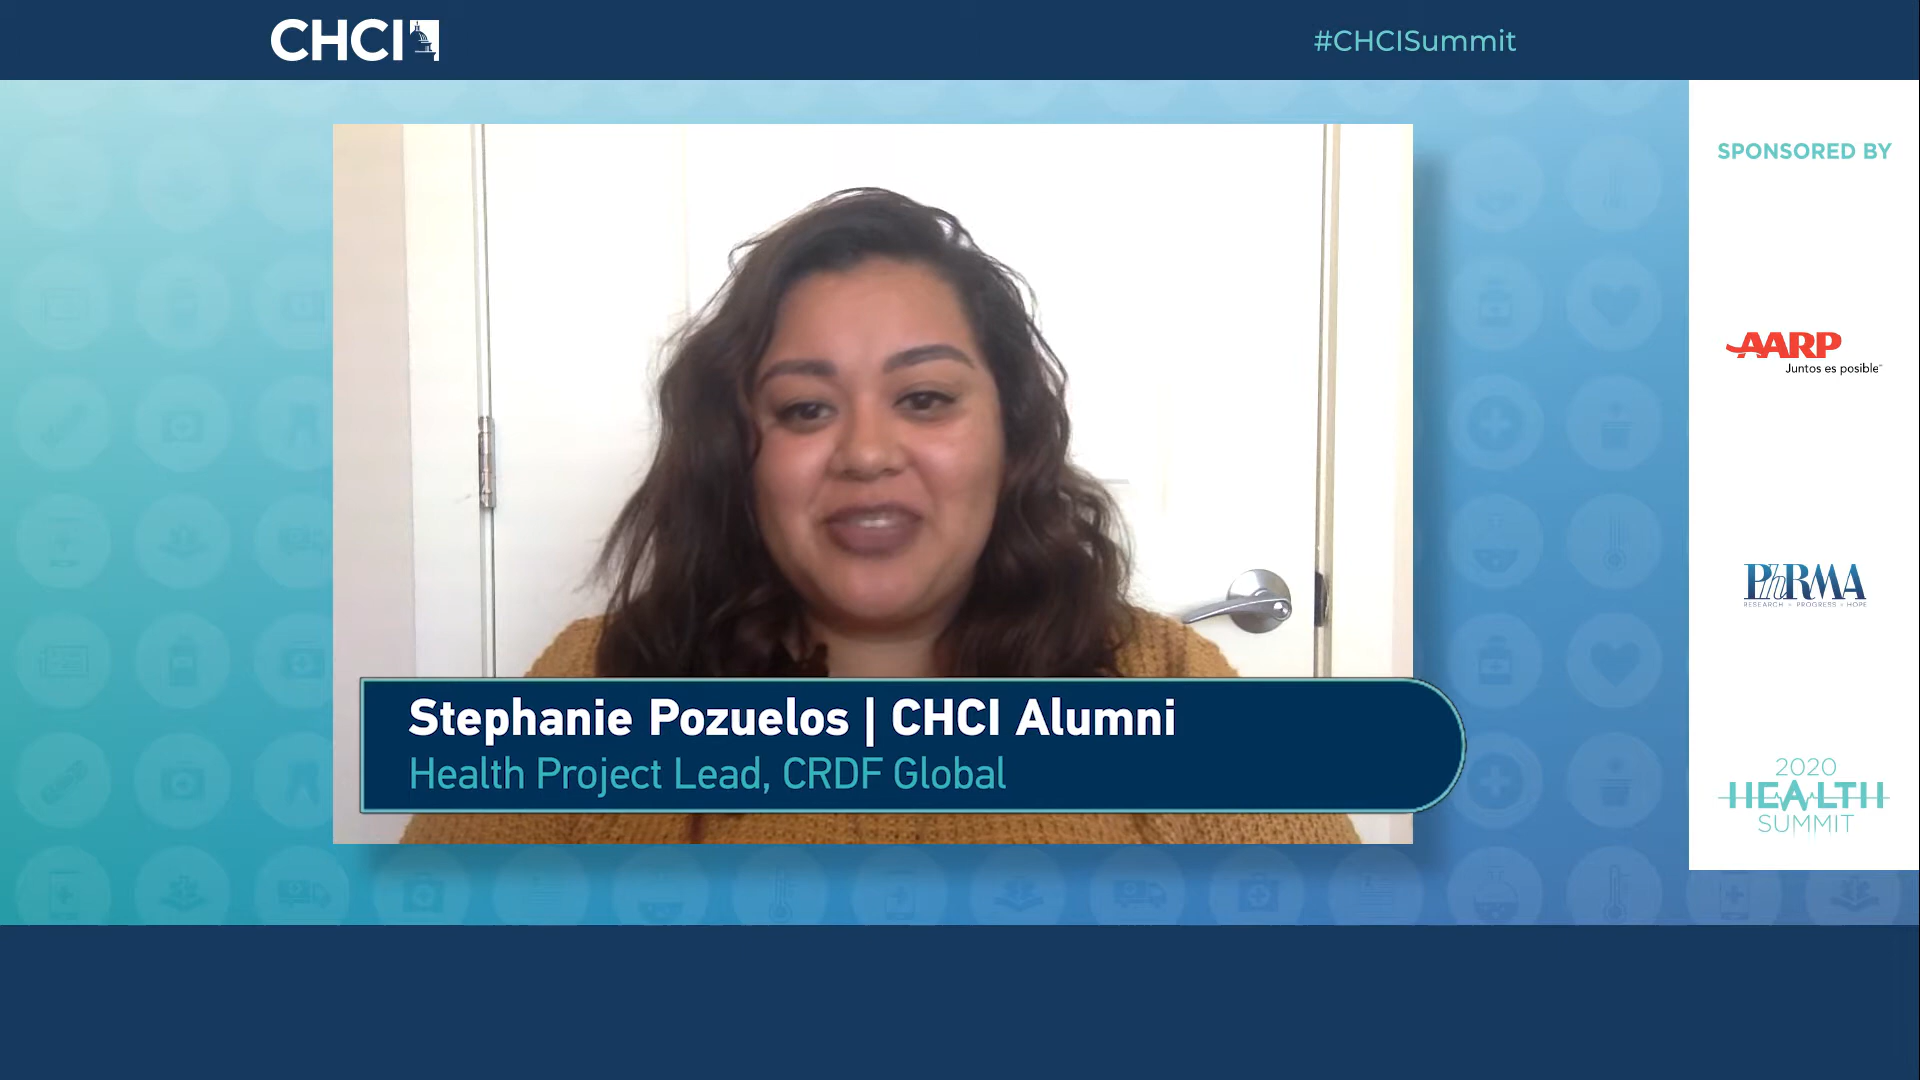 CHCI
#CHCISummit
SPONSORED BY
AARP
Juntos es posible™
PhRMA
RESEARCH • PROGRESS • HOPE
2020
HEALTH
SUMMIT
Stephanie Pozuelos | CHCI Alumni
Health Project Lead, CRDF Global